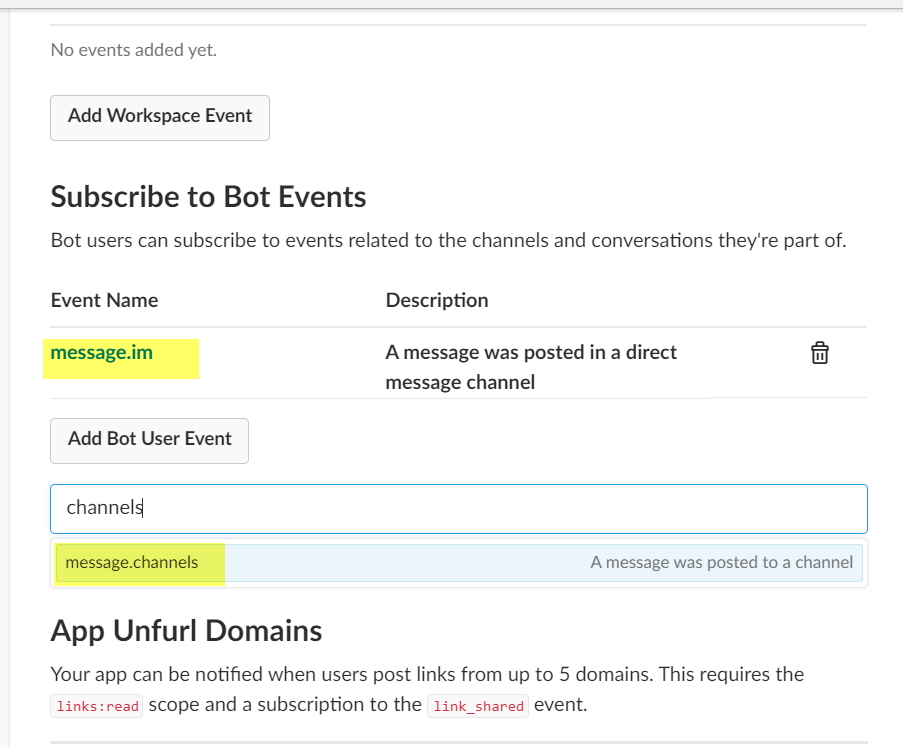 No events added yet.
Add Workspace Event
Subscribe to Bot Events
Bot users can subscribe to events related to the channels and conversations they're part of.
Event Name Description
message.im A message was posted in a direct
message channel
Add Bot User Event
channels
message.channels A message was posted to a channel
App Unfurl Domains
Your app can be notified when users post links from up to 5 domains. This requires the
links:read scope and a subscription to the link_shared event.